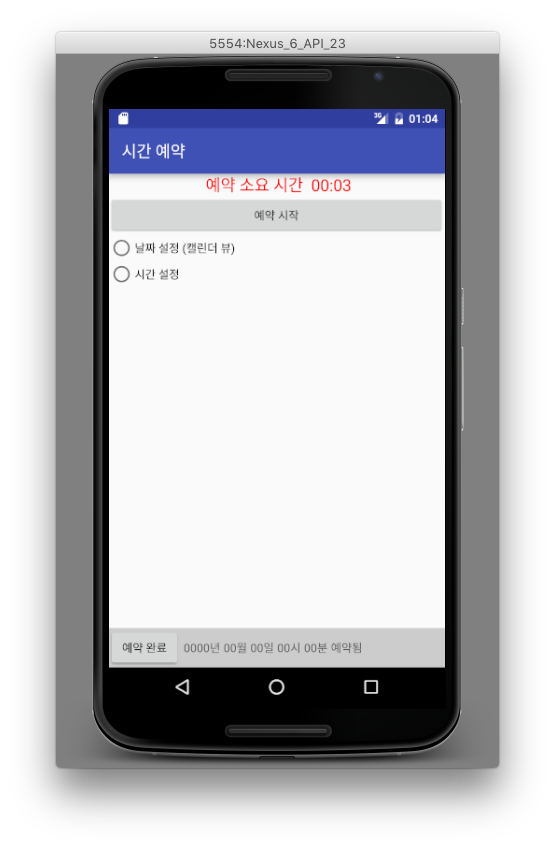 5554:Nexus_6_API_23
3G 01:04
시간 예약
예약 소요 시간 00:03
예약 시작
날짜 설정 (캘린더 뷰)
시간 설정
예약 완료 0000년 00월 00일 00시 00분 예약됨